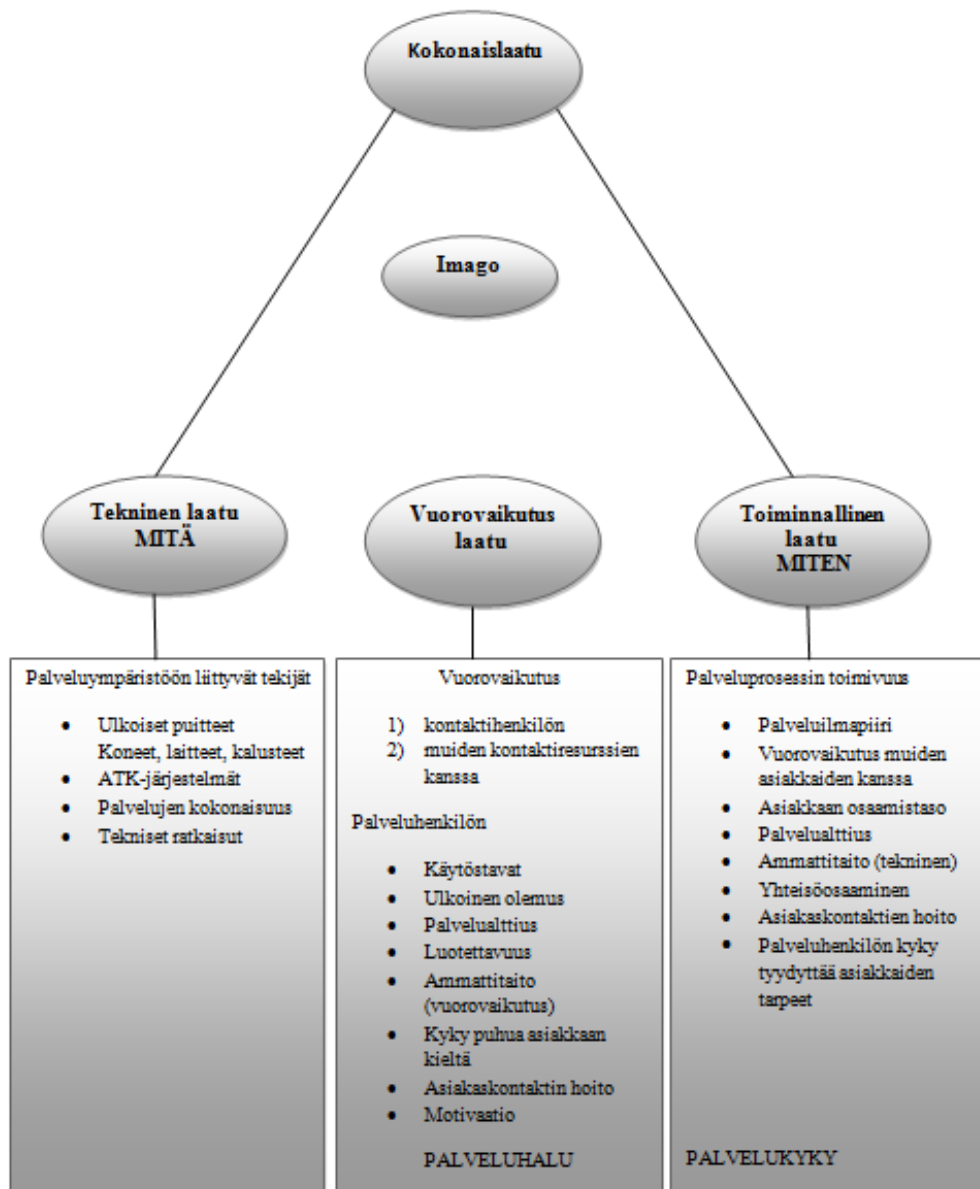 Kokonaislaatu
Imago
Tekninen laatu
MITÄ
Vuorovaikutus
laatu
Toiminnallinen
laatu
MITEN
Palveluympäristöön liittyvät tekijät
• Ulkoiset puitteet
Koneet, laitteet, kalusteet
• ATK-järjestelmät
• Palvelujen kokonaisuus
• Tekniset ratkaisut
Vuorovaikutus
1) kontaktihenkilön
2) muiden kontaktiresurssien
kanssa
Palveluhenkilön
• Käytöstavat
• Ulkoinen olemus
• Palvelualttius
• Luotettavuus
• Ammattitaito
(vuorovaikutus)
• Kyky puhua asiakkaan
kieltä
• Asiakaskontaktin hoito
• Motivaatio
PALVELUHALU
Palveluprosessin toimivuus
• Palveluilmapiiri
• Vuorovaikutus muiden
asiakkaiden kanssa
• Asiakkaan osaamistaso
• Palvelualttius
• Ammattitaito (tekninen)
• Yhteisöosaaminen
• Asiakaskontaktien hoito
• Palveluhenkilön kyky
tyydyttää asiakkaiden
tarpeet
PALVELUKYKY